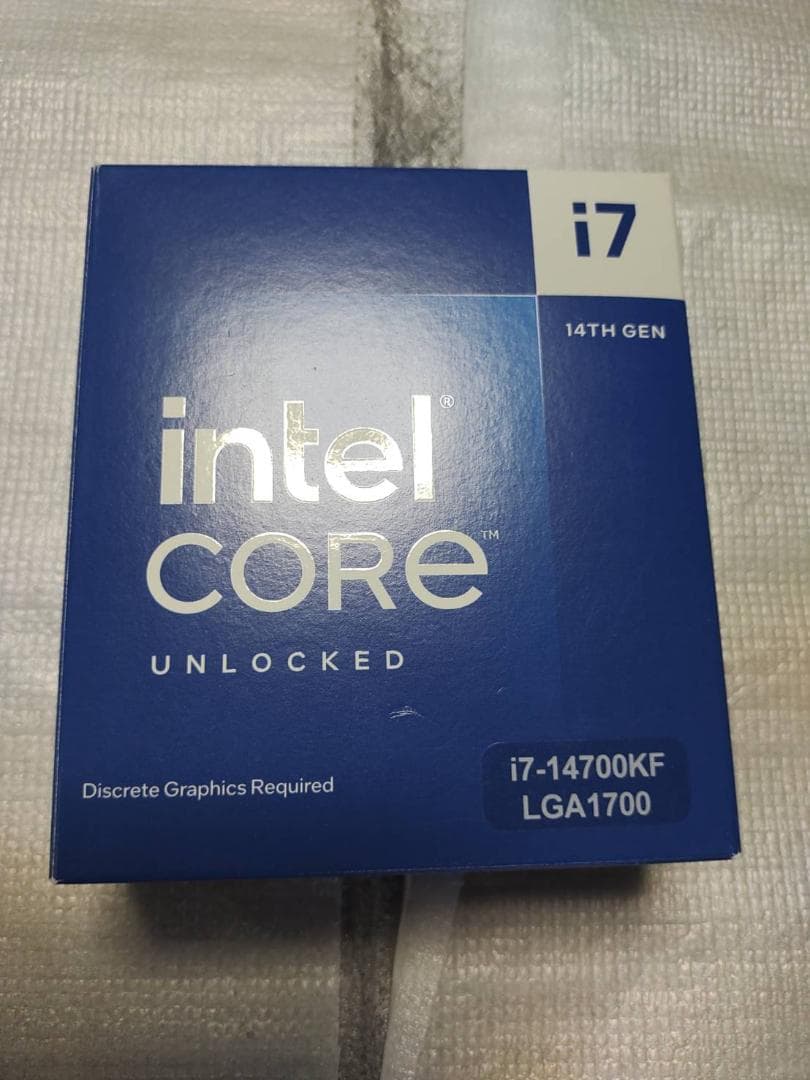 i7
14TH GEN
intel®
CORE™
UNLOCKED
Discrete Graphics Required
i7-14700KF
LGA1700